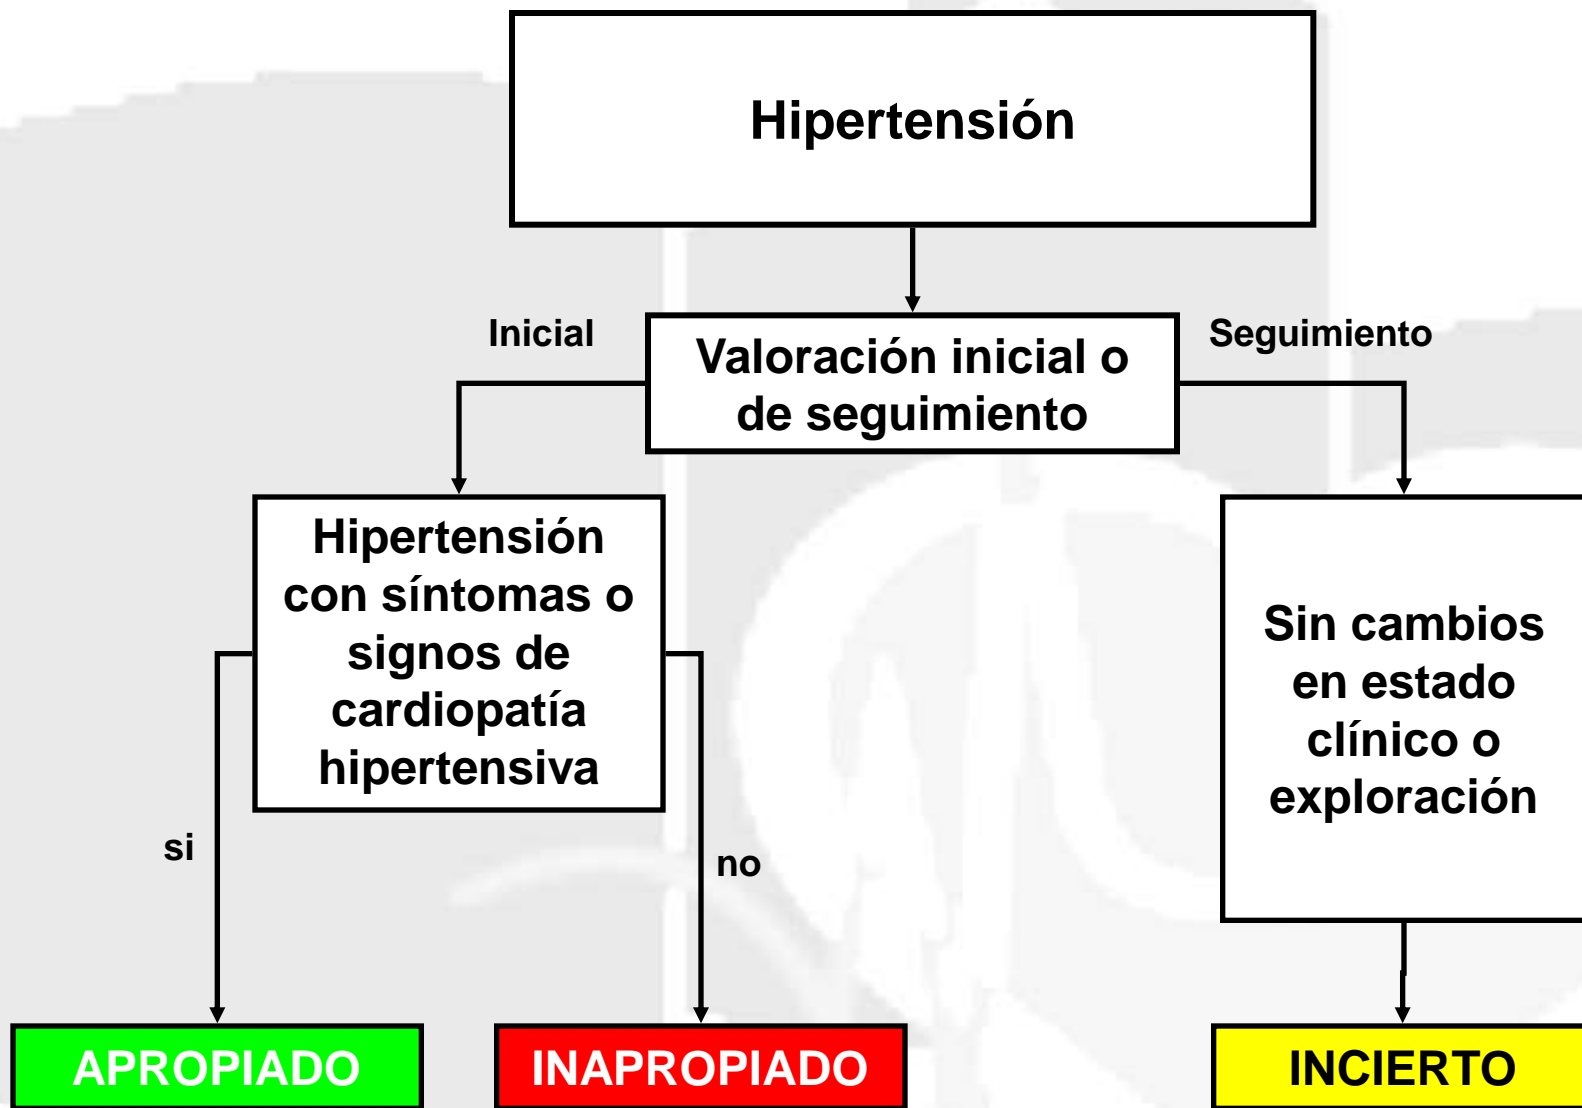 Hipertensión
Inicial
Valoración inicial o
de seguimiento
Seguimiento
Hipertensión
con síntomas o
signos de
cardiopatía
hipertensiva
Sin cambios
en estado
clínico o
exploración
si
no
APROPIADO
INAPROPIADO
INCIERTO